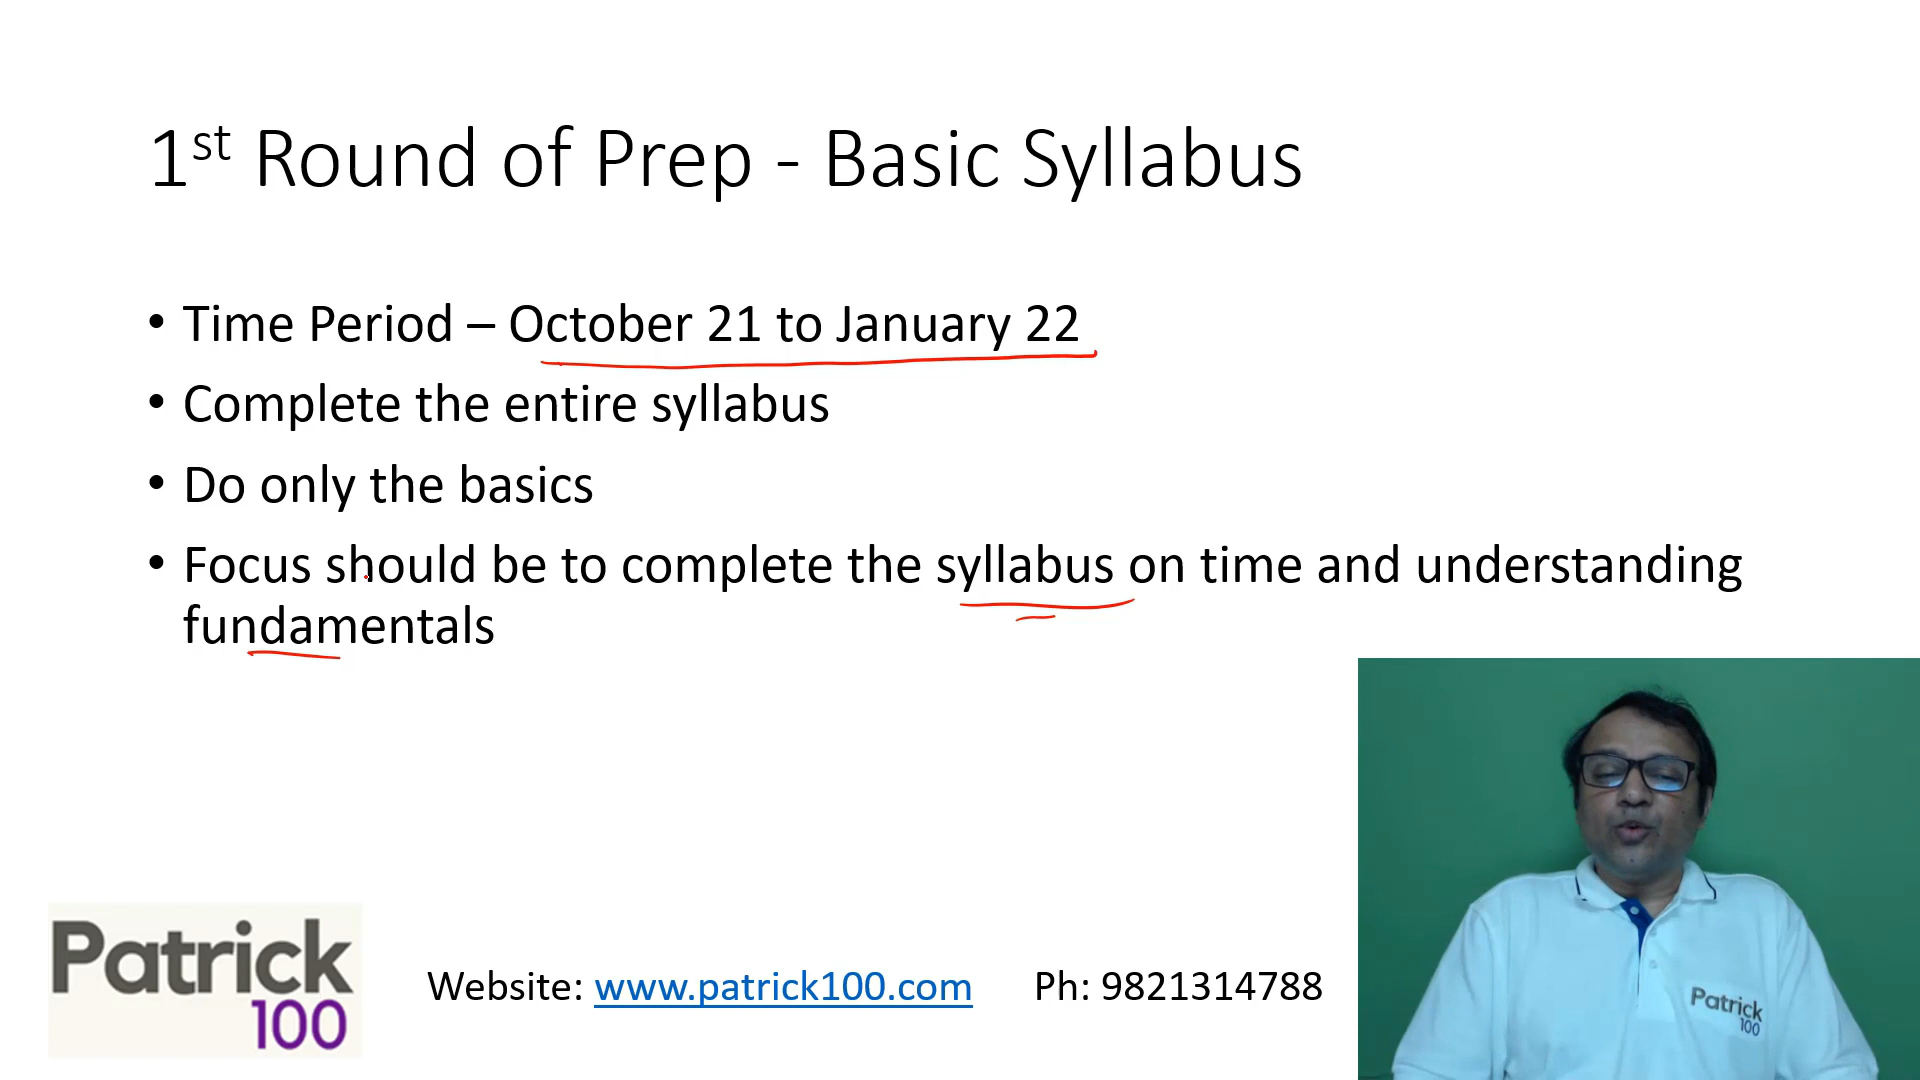 1st Round of Prep - Basic Syllabus
• Time Period – October 21 to January 22
• Complete the entire syllabus
• Do only the basics
• Focus should be to complete the syllabus on time and understanding
fundamentals
Patrick
100
Website: www.patrick100.com Ph: 9821314788
Patrick
100